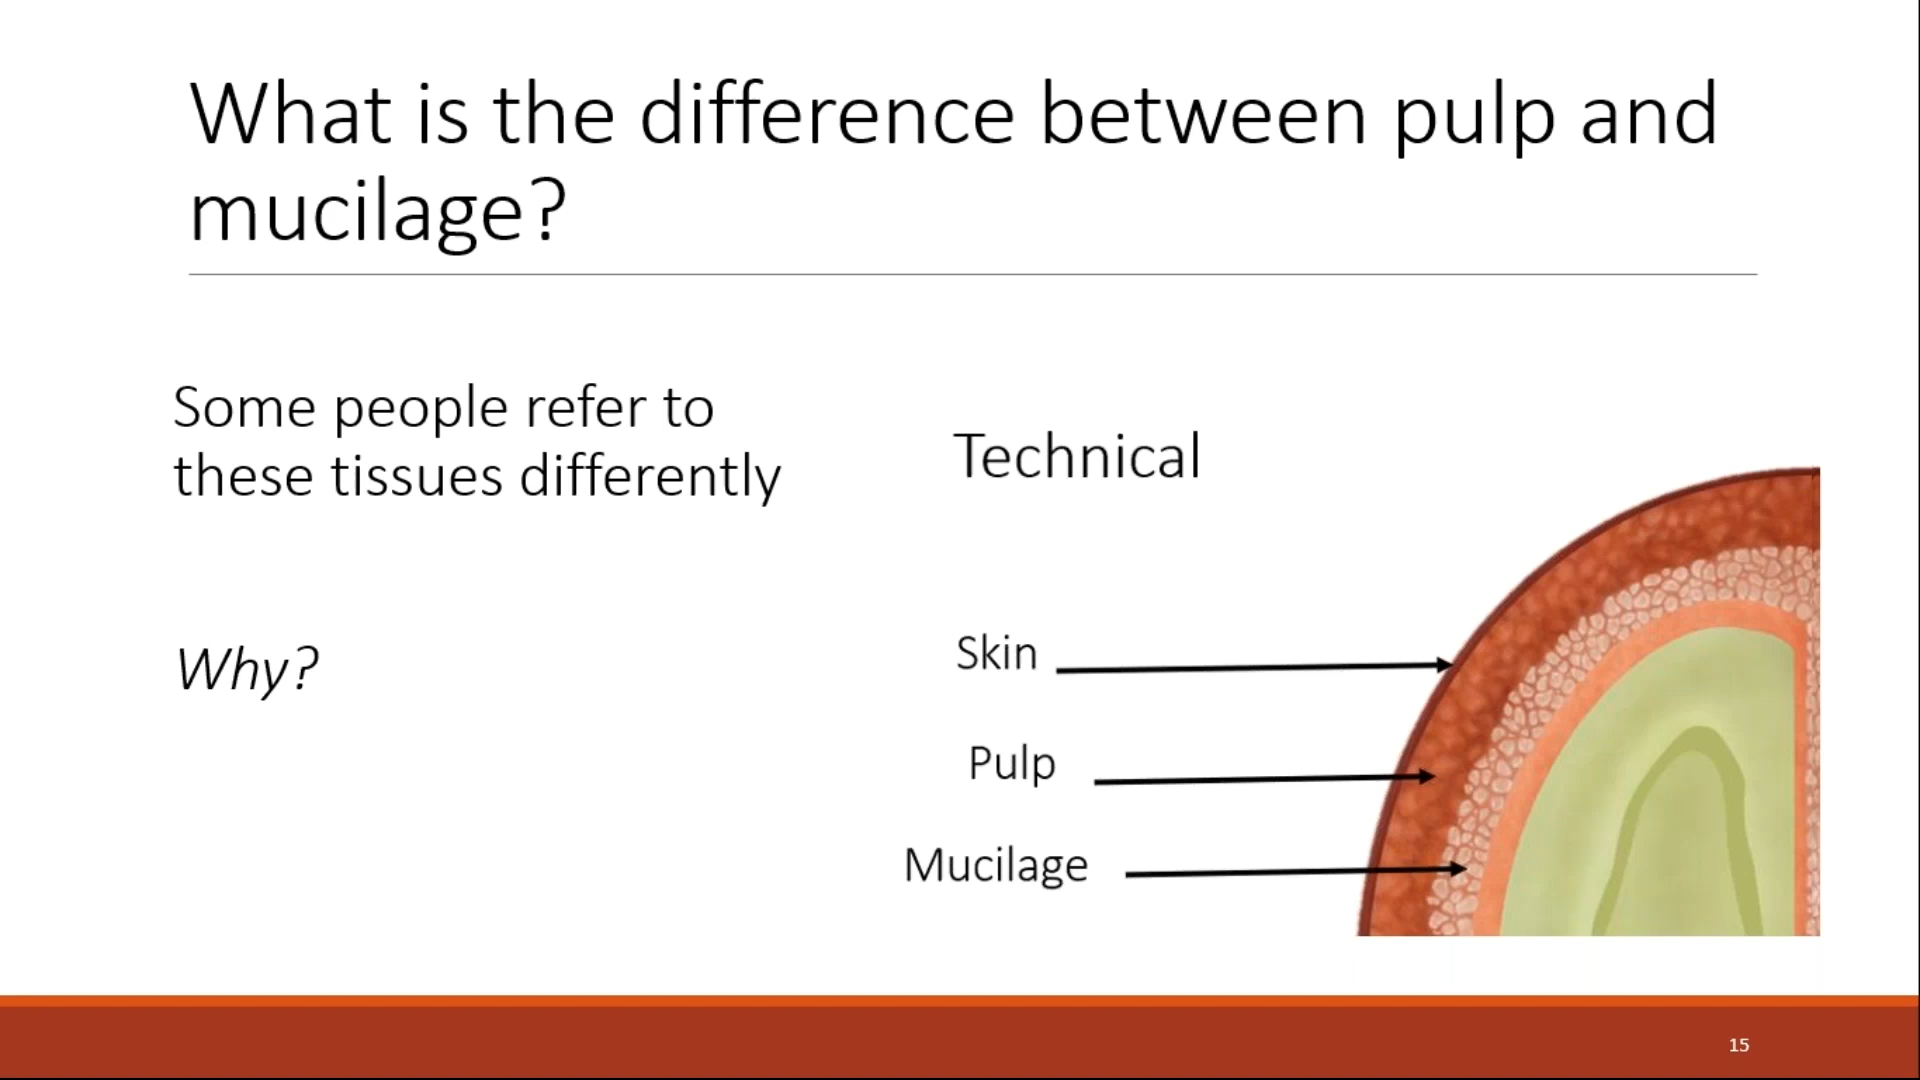 What is the difference between pulp and
mucilage?
Some people refer to
these tissues differently
Why?
Technical
Skin
Pulp
Mucilage
15